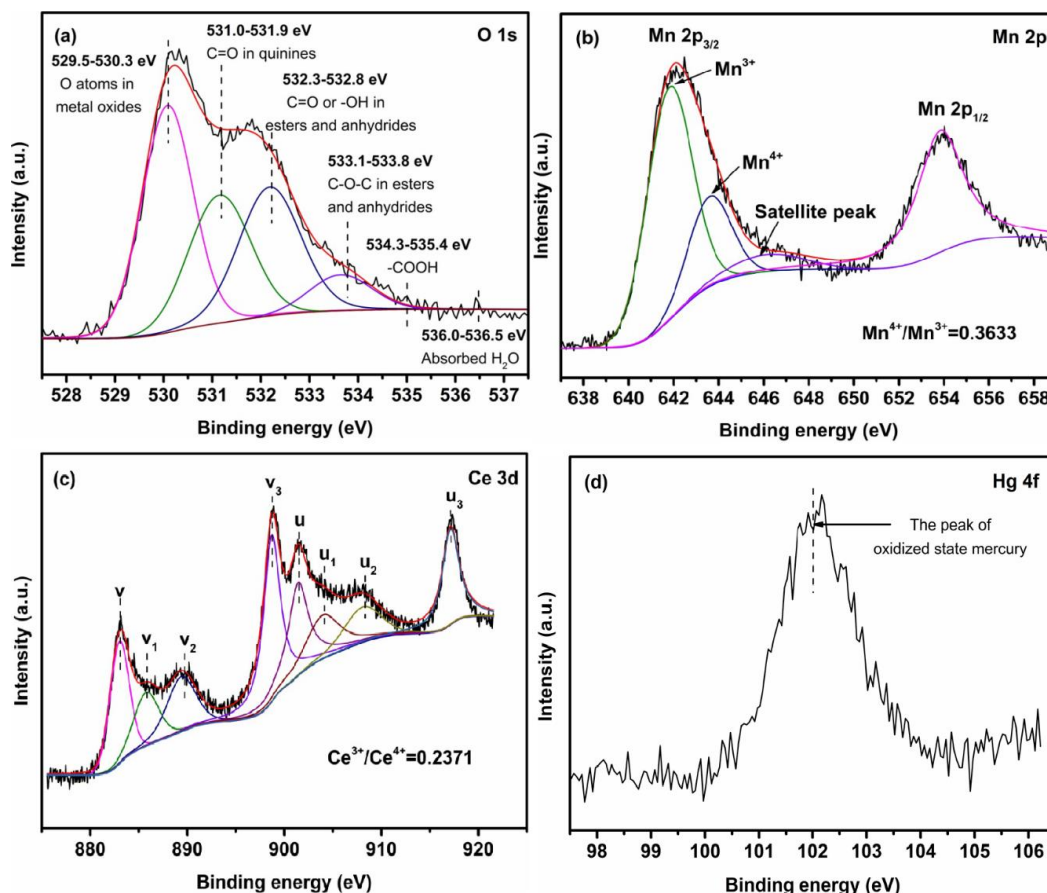 (a)
O 1s
531.0-531.9 eV
C=O in quinines
529.5-530.3 eV
O atoms in
metal oxides
532.3-532.8 eV
C=O or -OH in
esters and anhydrides
533.1-533.8 eV
C-O-C in esters
and anhydrides
534.3-535.4 eV
-COOH
536.0-536.5 eV
Absorbed H₂O
Intensity (a.u.)
528 529 530 531 532 533 534 535 536 537
Binding energy (eV)
(b)
Mn 2p
Mn 2p₃/₂
Mn³⁺
Mn 2p₁/₂
Mn⁴⁺
Satellite peak
Mn⁴⁺/Mn³⁺=0.3633
Intensity (a.u.)
638 640 642 644 646 648 650 652 654 656 658
Binding energy (eV)
(c)
Ce 3d
v
v₁
v₂
v₃
u
u₁
u₂
u₃
Ce³⁺/Ce⁴⁺=0.2371
Intensity (a.u.)
880 890 900 910 920
Binding energy (eV)
(d)
Hg 4f
The peak of
oxidized state mercury
Intensity (a.u.)
98 99 100 101 102 103 104 105 106
Binding energy (eV)